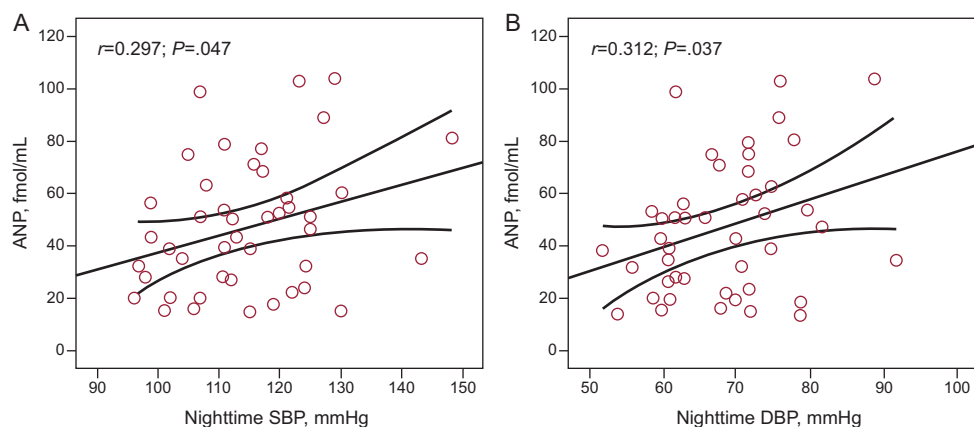 A
r=0.297; P=.047
ANP, fmol/mL
120
100
80
60
40
20
0
90 100 110 120 130 140 150
Nighttime SBP, mmHg
B
r=0.312; P=.037
ANP, fmol/mL
120
100
80
60
40
20
0
50 60 70 80 90 100
Nighttime DBP, mmHg